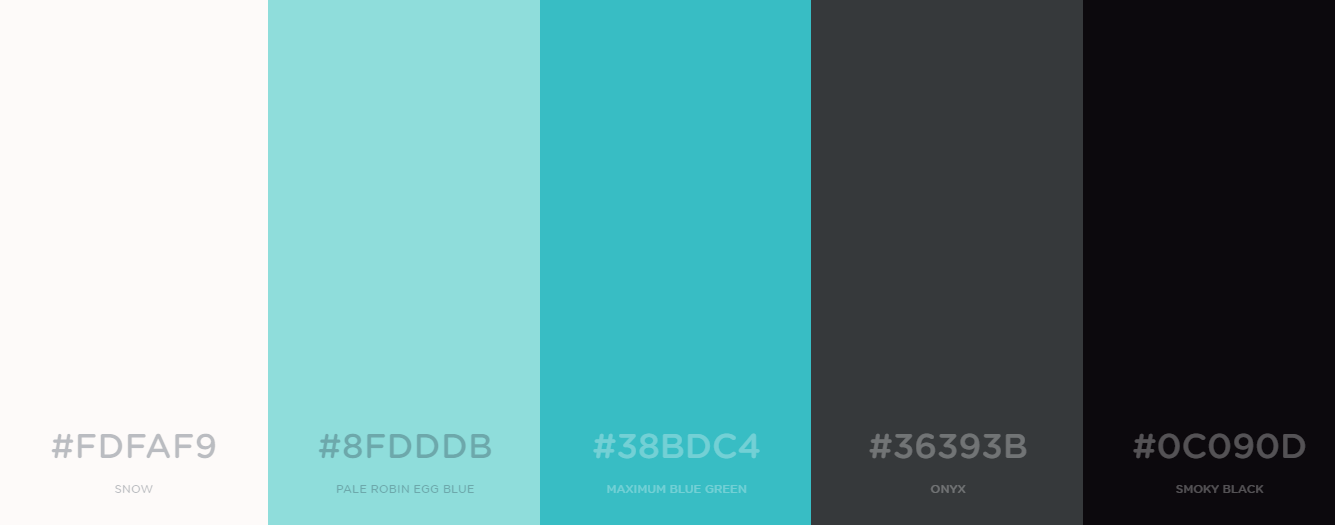 #FDFAF9 #8FDDDB #38BDC4 #36393B #0C090D
SNOW PALE ROBIN EGG BLUE MAXIMUM BLUE GREEN ONYX SMOKY BLACK